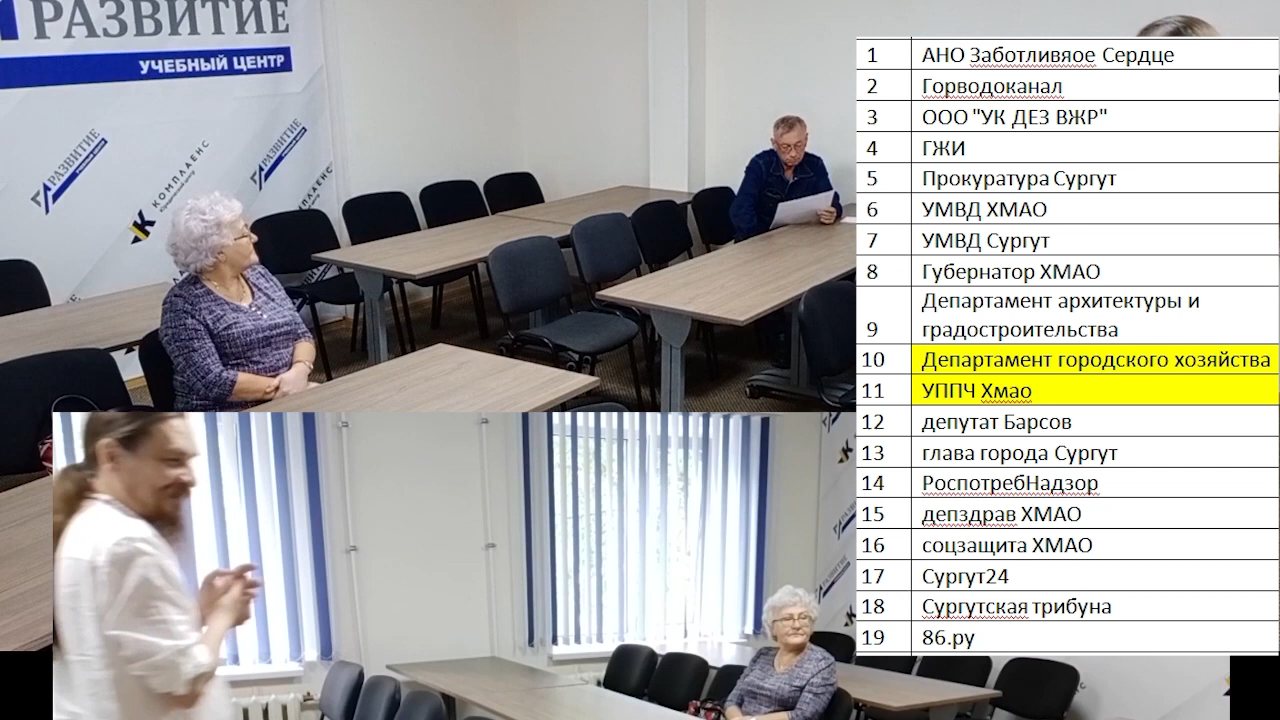 РАЗВИТИЕ
УЧЕБНЫЙ ЦЕНТР
РАЗВИТИЕ
КОМПЛАЕНС
РАЗВИТИЕ
1 АНО Заботливяое Сердце
2 Горводоканал
3 ООО "УК ДЕЗ ВЖР"
4 ГЖИ
5 Прокуратура Сургут
6 УМВД ХМАО
7 УМВД Сургут
8 Губернатор ХМАО
9 Департамент архитектуры и
градостроительства
10 Департамент городского хозяйства
11 УППЧ Хмао
12 депутат Барсов
13 глава города Сургут
14 РоспотребНадзор
15 депздрав ХМАО
16 соцзащита ХМАО
17 Сургут24
18 Сургутская трибуна
19 86.ру